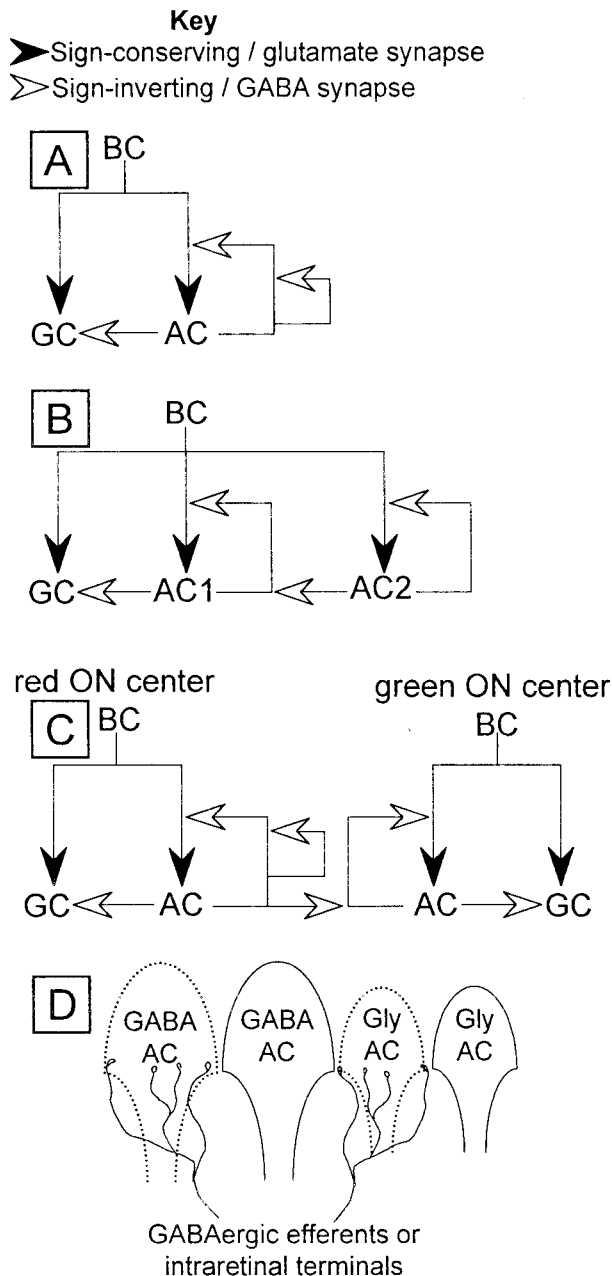 Key
Sign-conserving / glutamate synapse
Sign-inverting / GABA synapse
A
BC
GC AC
B
BC
GC AC1 AC2
red ON center green ON center
C
BC BC
GC AC AC GC
D
GABA GABA Gly Gly
AC AC AC AC
GABAergic efferents or
intraretinal terminals